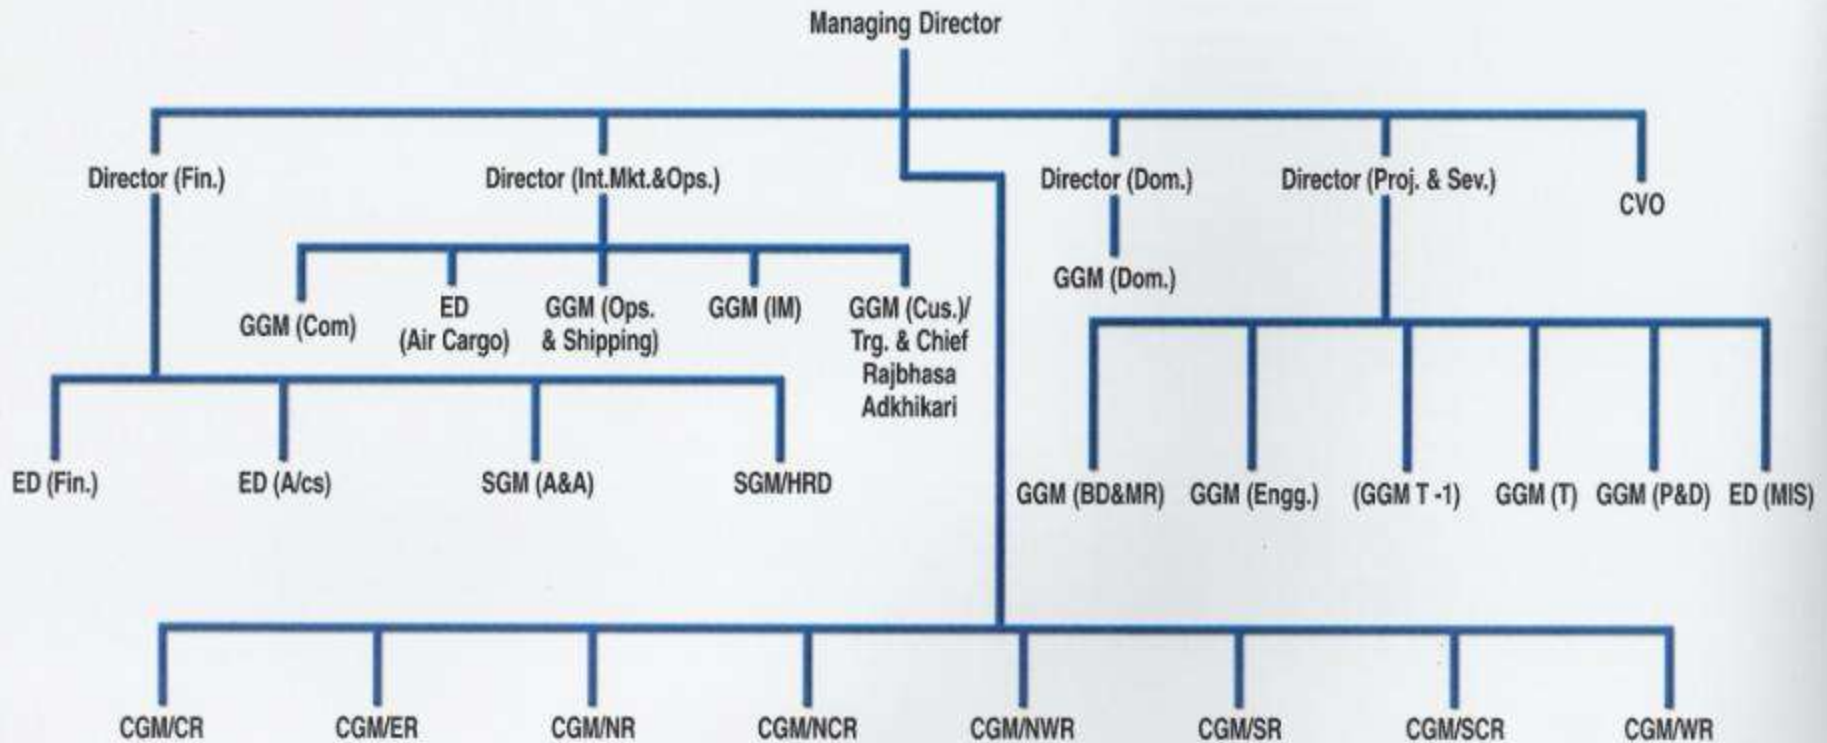 Managing Director
Director (Fin.)
Director (Int.Mkt.&Ops.)
Director (Dom.)
Director (Proj. & Sev.)
CVO
GGM (Dom.)
GGM (Com)
ED
(Air Cargo)
GGM (Ops.
& Shipping)
GGM (IM)
GGM (Cus.)/
Trg. & Chief
Rajbhasa
Adkhikari
ED (Fin.)
ED (A/cs)
SGM (A&A)
SGM/HRD
GGM (BD&MR)
GGM (Engg.)
(GGM T -1)
GGM (T)
GGM (P&D)
ED (MIS)
CGM/CR
CGM/ER
CGM/NR
CGM/NCR
CGM/NWR
CGM/SR
CGM/SCR
CGM/WR